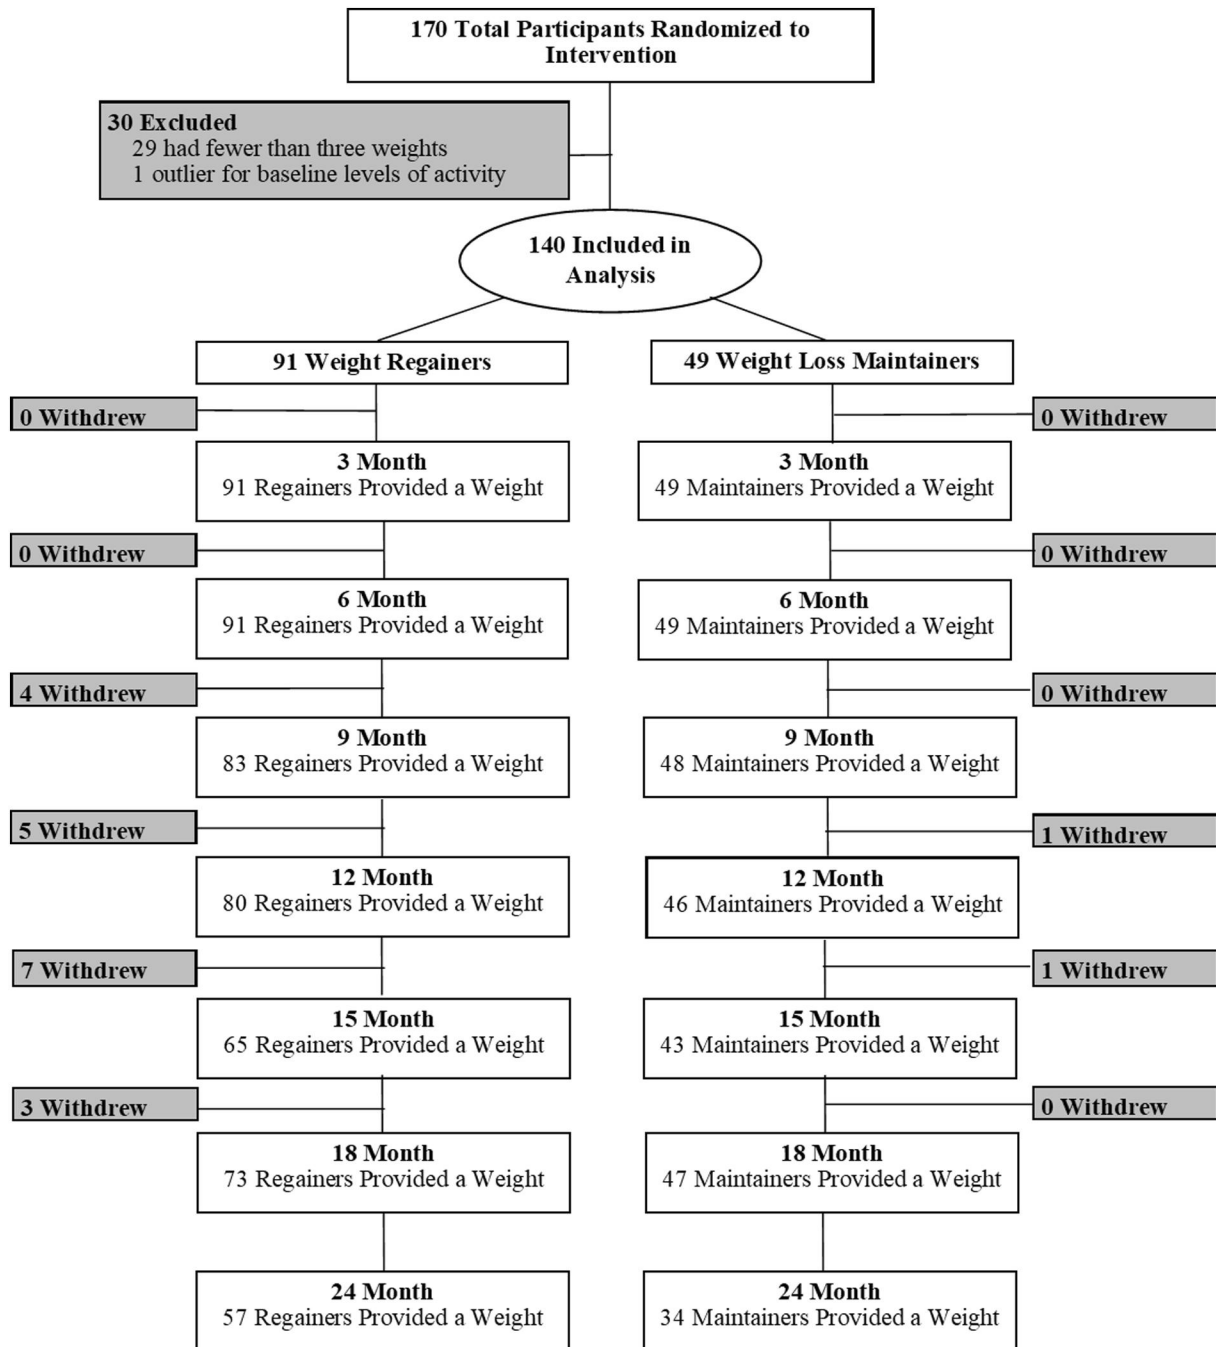 170 Total Participants Randomized to
Intervention
30 Excluded
29 had fewer than three weights
1 outlier for baseline levels of activity
140 Included in
Analysis
91 Weight Regainers
49 Weight Loss Maintainers
0 Withdrew
0 Withdrew
3 Month
91 Regainers Provided a Weight
3 Month
49 Maintainers Provided a Weight
0 Withdrew
0 Withdrew
6 Month
91 Regainers Provided a Weight
6 Month
49 Maintainers Provided a Weight
4 Withdrew
0 Withdrew
9 Month
83 Regainers Provided a Weight
9 Month
48 Maintainers Provided a Weight
5 Withdrew
1 Withdrew
12 Month
80 Regainers Provided a Weight
12 Month
46 Maintainers Provided a Weight
7 Withdrew
1 Withdrew
15 Month
65 Regainers Provided a Weight
15 Month
43 Maintainers Provided a Weight
3 Withdrew
0 Withdrew
18 Month
73 Regainers Provided a Weight
18 Month
47 Maintainers Provided a Weight
24 Month
57 Regainers Provided a Weight
24 Month
34 Maintainers Provided a Weight